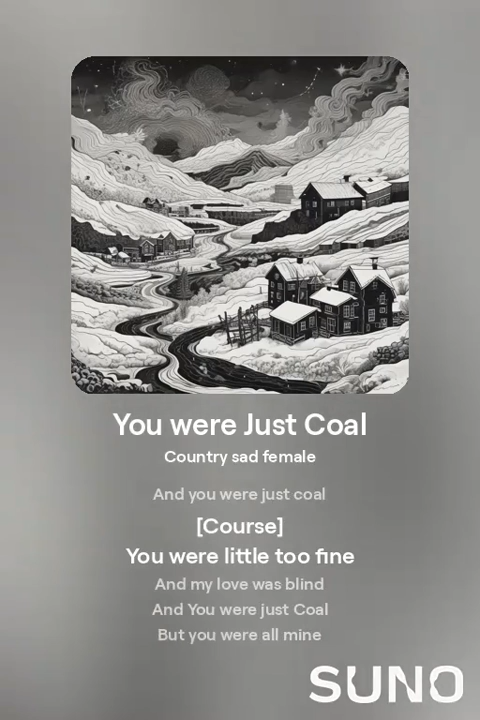 You were Just Coal
Country sad female
And you were just coal
[Course]
You were little too fine
And my love was blind
And You were just Coal
But you were all mine
SUNO